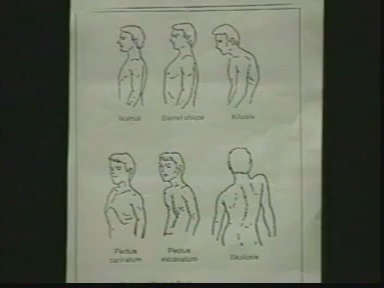 Normal
Barrel shape
Kifosis
Pectus
carinatum
Pectus
excavatum
Skoliosis